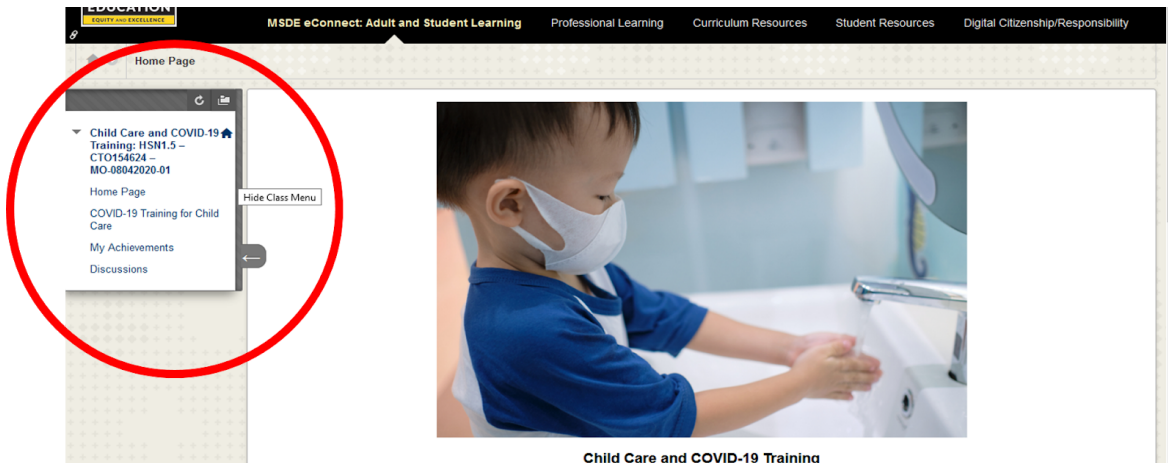 EDUCATION
EQUITY AND EXCELLENCE
MSDE eConnect: Adult and Student Learning Professional Learning Curriculum Resources Student Resources Digital Citizenship/Responsibility
Home Page
Child Care and COVID-19
Training: HSN1.5 –
CTO154624 –
MO-08042020-01
Home Page
Hide Class Menu
COVID-19 Training for Child
Care
My Achievements
Discussions
Child Care and COVID-19 Training